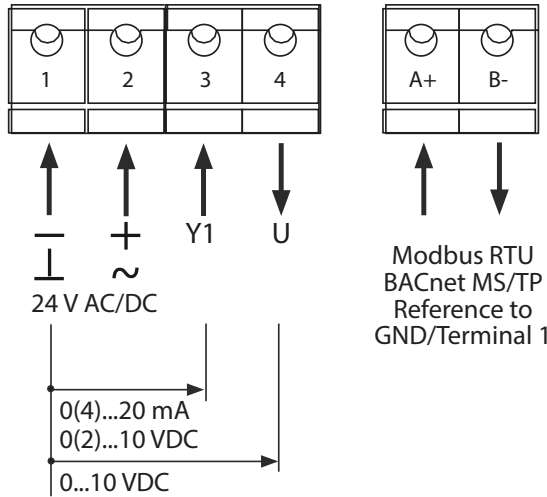 1 2 3 4 A+ B-
− + Y1 U
⊥ ~
24 V AC/DC
Modbus RTU
BACnet MS/TP
Reference to
GND/Terminal 1
0(4)...20 mA
0(2)...10 VDC
0...10 VDC